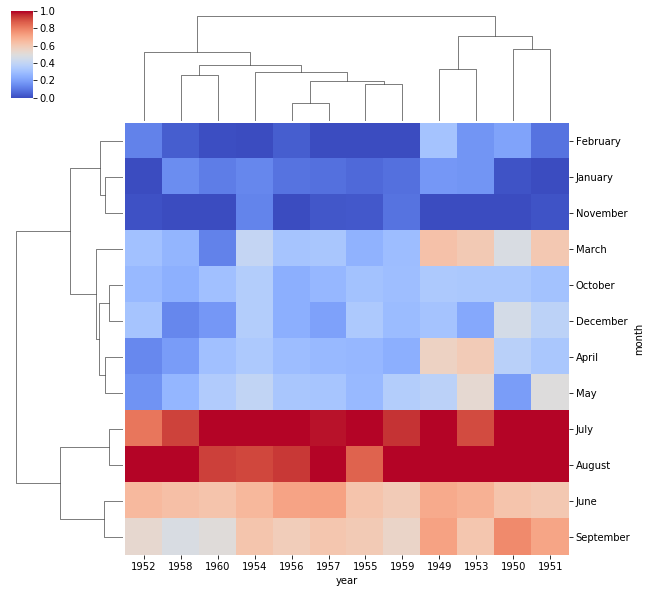 1.0
0.8
0.6
0.4
0.2
0.0
February
January
November
March
October
December
April
May
July
August
June
September
month
1952 1958 1960 1954 1956 1957 1955 1959 1949 1953 1950 1951
year